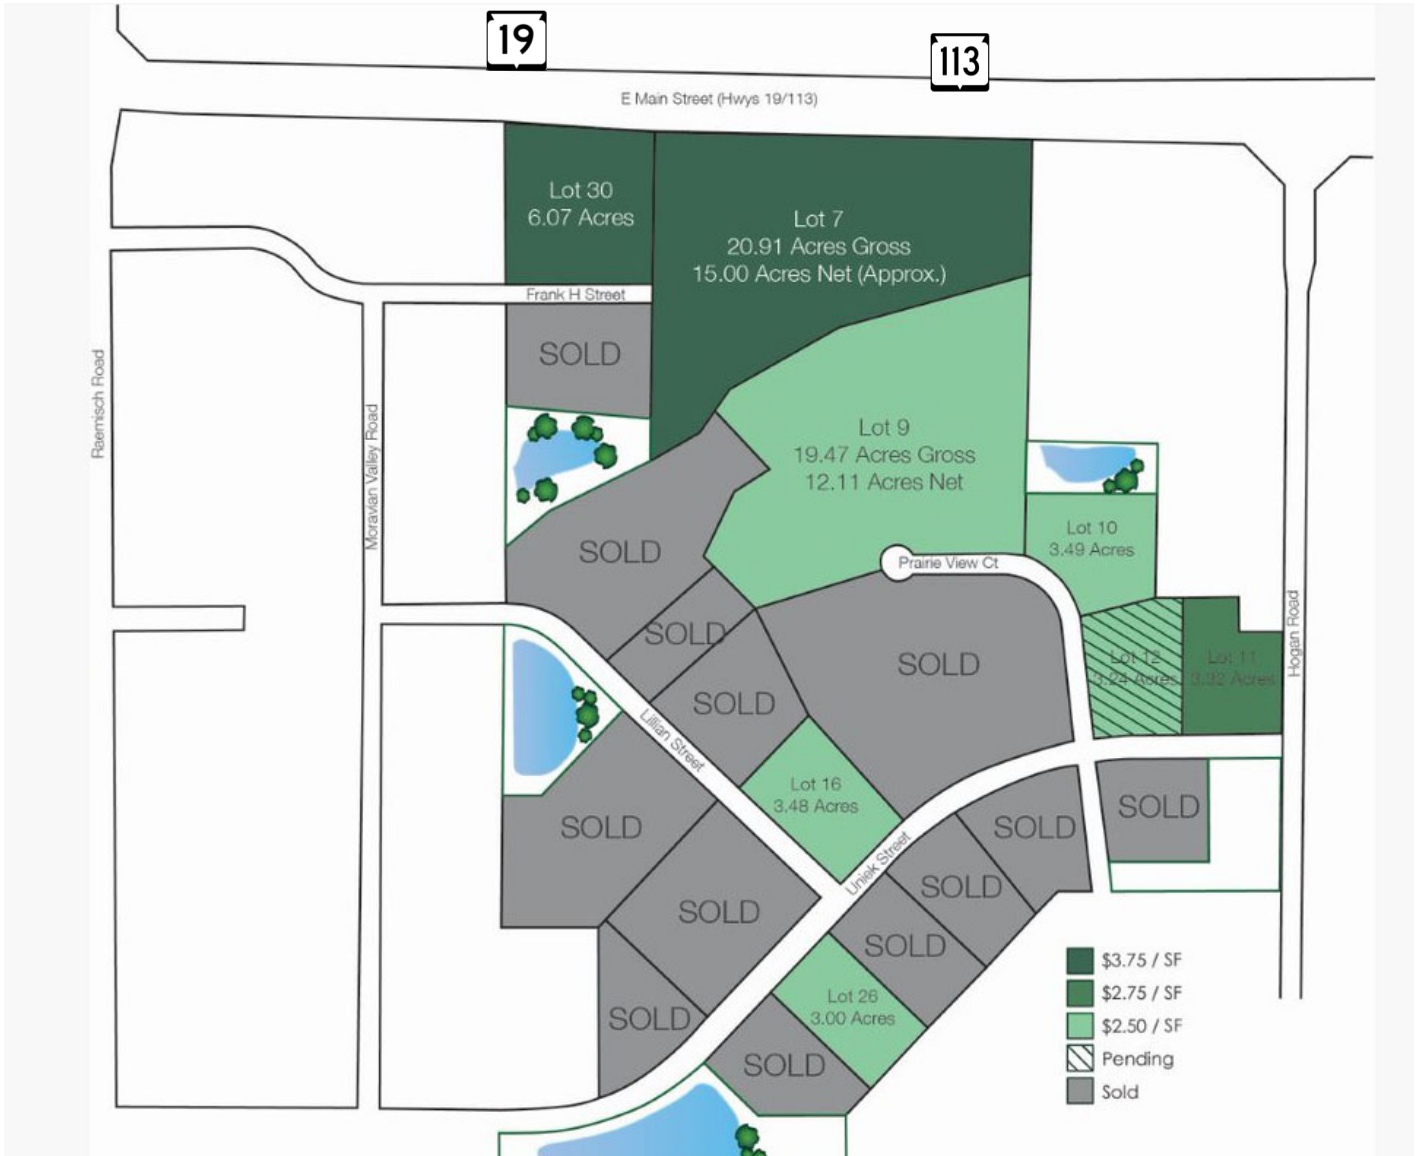 19
113
E Main Street (Hwys 19/113)
Lot 30
6.07 Acres
Lot 7
20.91 Acres Gross
15.00 Acres Net (Approx.)
Frank H Street
SOLD
Raemisch Road
Moravian Valley Road
Lot 9
19.47 Acres Gross
12.11 Acres Net
Lot 10
3.49 Acres
SOLD
Prairie View Ct
SOLD
SOLD
Lot 12
3.24 Acres
Lot 11
3.32 Acres
Hogan Road
SOLD
Lillian Street
Lot 16
3.48 Acres
SOLD
SOLD
SOLD
Uniek Street
SOLD
SOLD
SOLD
Lot 26
3.00 Acres
SOLD
SOLD
$3.75 / SF
$2.75 / SF
$2.50 / SF
Pending
Sold